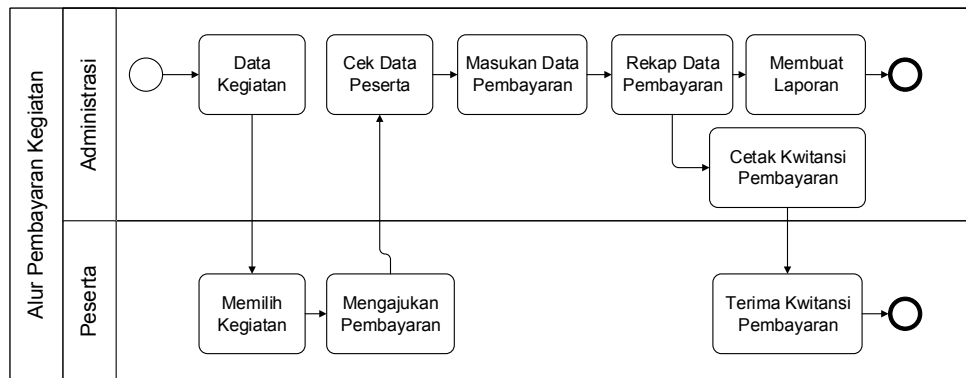 Alur Pembayaran Kegiatan
Administrasi
Data
Kegiatan
Cek Data
Peserta
Masukan Data
Pembayaran
Rekap Data
Pembayaran
Membuat
Laporan
Cetak Kwitansi
Pembayaran
Peserta
Memilih
Kegiatan
Mengajukan
Pembayaran
Terima Kwitansi
Pembayaran